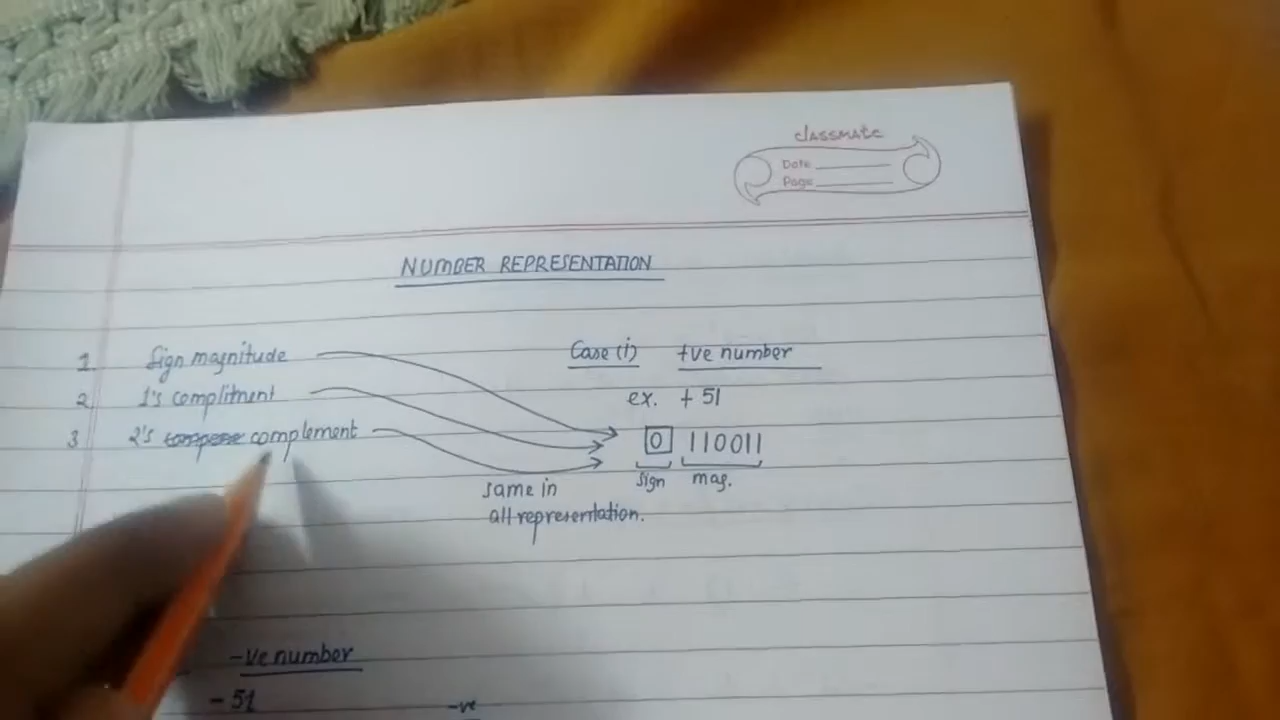 classmate
Date
Page
NUMBER REPRESENTATION
1 Sign magnitude
2 1's compliment
3 2's complement
Case (i) +ve number
ex. + 51
0 110011
sign mag.
same in
all representation.
-ve number
- 51
-ve